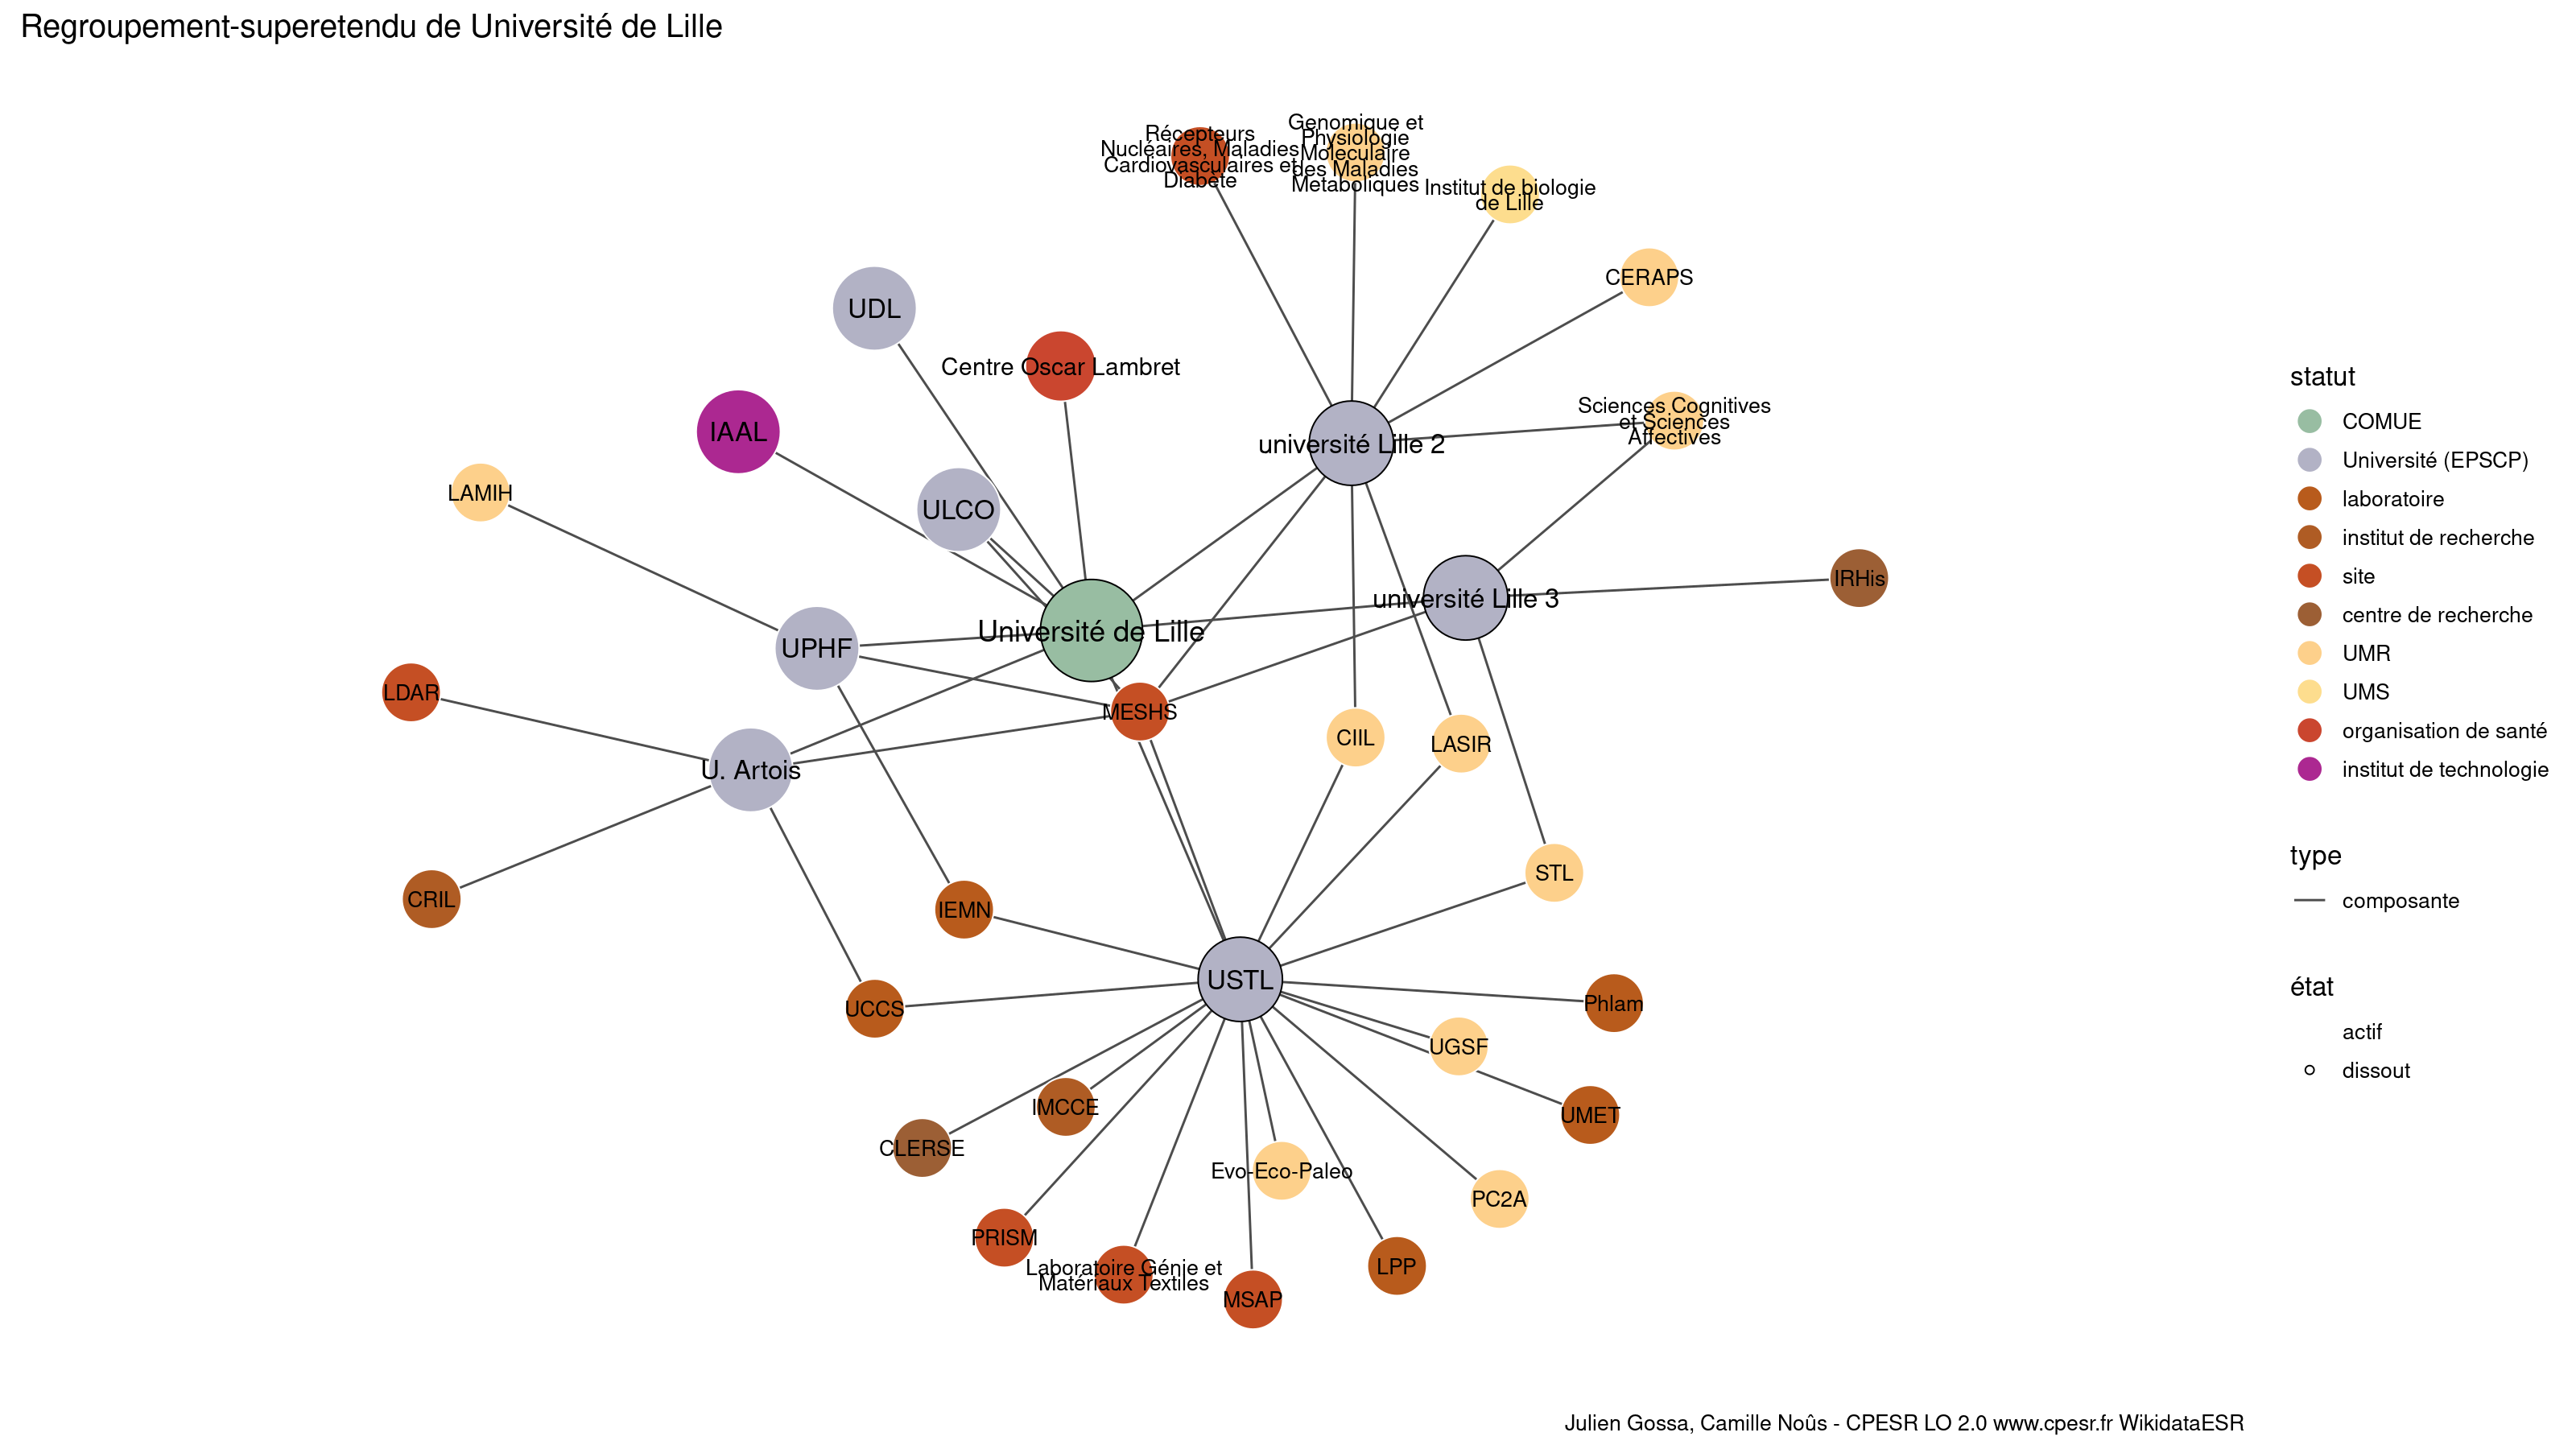 Regroupement-superetendu de Université de Lille
Récepteurs
Nucléaires, Maladies
Cardiovasculaires et
Diabète
Genomique et
Physiologie
Moleculaire
des Maladies
Metaboliques
Institut de biologie
de Lille
CERAPS
UDL
Centre Oscar Lambret
IAAL
Sciences Cognitives
et Sciences
Affectives
université Lille 2
LAMIH
ULCO
IRHis
université Lille 3
Université de Lille
UPHF
LDAR
MESHS
CIIL
LASIR
U. Artois
STL
CRIL
IEMN
USTL
UCCS
Phlam
UGSF
IMCCE
UMET
CLERSE
Evo-Eco-Paleo
PC2A
PRISM
Laboratoire Génie et
Matériaux Textiles
LPP
MSAP
statut
COMUE
Université (EPSCP)
laboratoire
institut de recherche
site
centre de recherche
UMR
UMS
organisation de santé
institut de technologie
type
composante
état
actif
dissout
Julien Gossa, Camille Noûs - CPESR LO 2.0 www.cpesr.fr WikidataESR